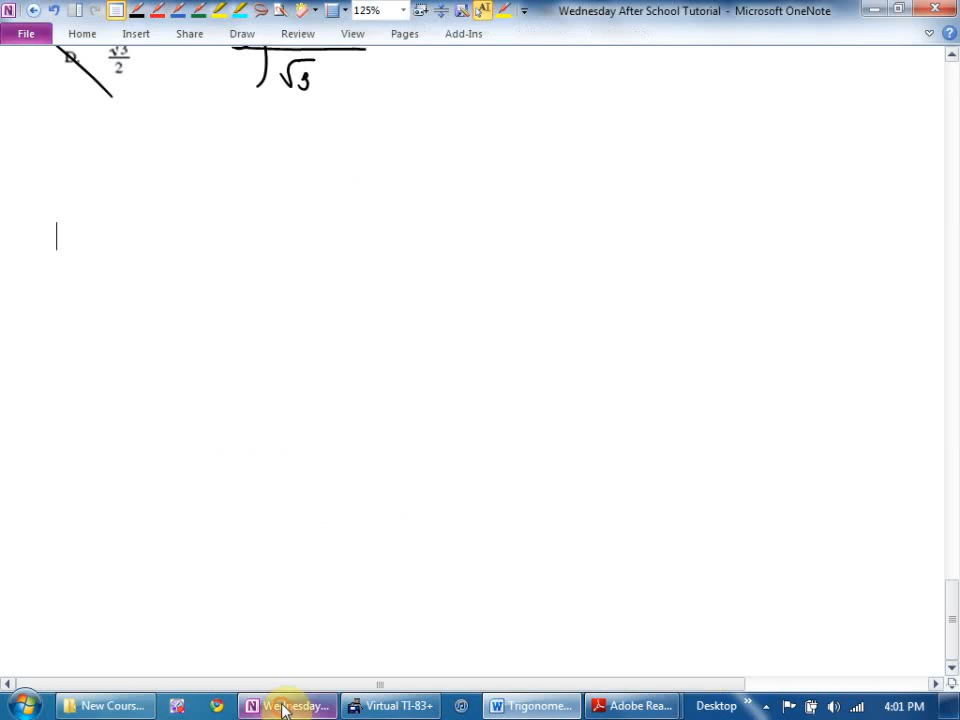 125%
Wednesday After School Tutorial - Microsoft OneNote
File Home Insert Share Review Draw View Pages Add-Ins
D. √3/2
√3
New Cours... Wednesday... Virtual TI-83+ Trigonome... Adobe Rea... Desktop 4:01 PM